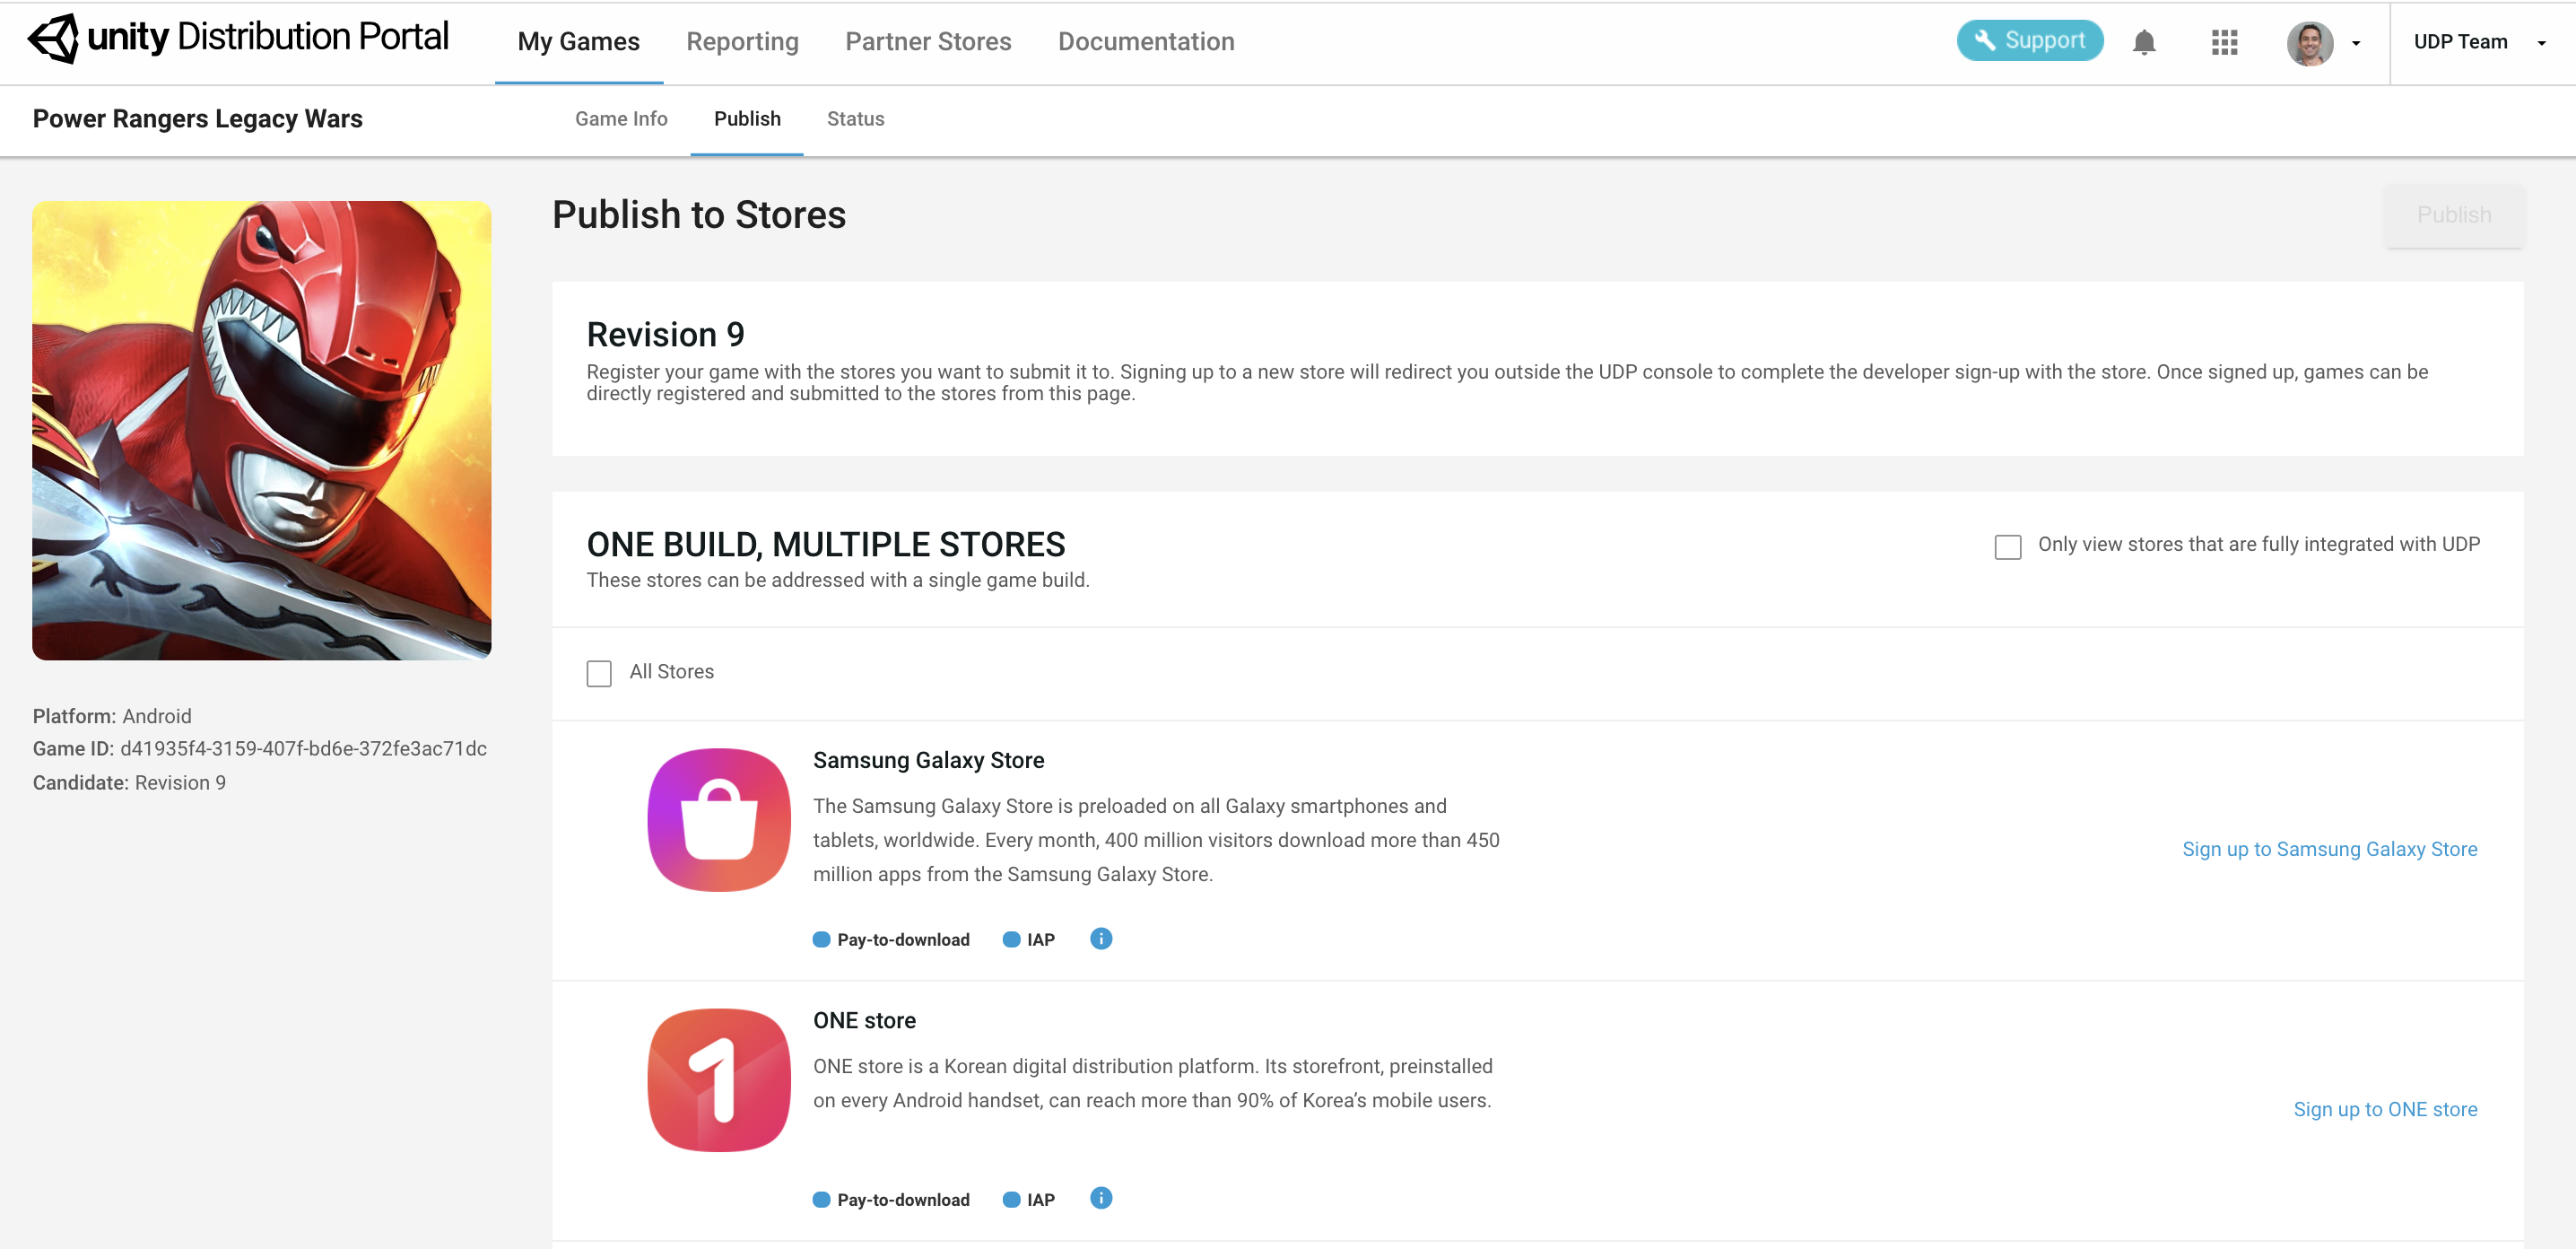 unity Distribution Portal
My Games
Reporting
Partner Stores
Documentation
Support
UDP Team
Power Rangers Legacy Wars
Game Info
Publish
Status
Publish to Stores
Publish
Revision 9
Register your game with the stores you want to submit it to. Signing up to a new store will redirect you outside the UDP console to complete the developer sign-up with the store. Once signed up, games can be
directly registered and submitted to the stores from this page.
ONE BUILD, MULTIPLE STORES
These stores can be addressed with a single game build.
Only view stores that are fully integrated with UDP
All Stores
Platform: Android
Game ID: d41935f4-3159-407f-bd6e-372fe3ac71dc
Candidate: Revision 9
Samsung Galaxy Store
The Samsung Galaxy Store is preloaded on all Galaxy smartphones and
tablets, worldwide. Every month, 400 million visitors download more than 450
million apps from the Samsung Galaxy Store.
Sign up to Samsung Galaxy Store
Pay-to-download
IAP
i
1
ONE store
ONE store is a Korean digital distribution platform. Its storefront, preinstalled
on every Android handset, can reach more than 90% of Korea’s mobile users.
Sign up to ONE store
Pay-to-download
IAP
i